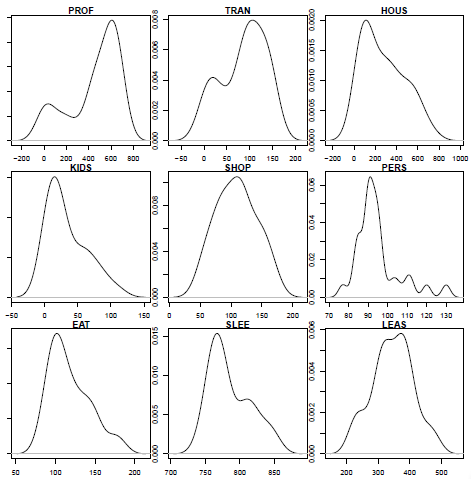 PROF TRAN HOUS
0.000 0.002 0.004 0.006 0.008
0.0000 0.0005 0.0010 0.0015 0.0020
-200 0 200 400 600 800
-50 0 50 100 150 200
-200 0 200 400 600 800 1000
KIDS SHOP PERS
0.000 0.004 0.008
0.00 0.02 0.04 0.06
-50 0 50 100 150
0 50 100 150 200
70 80 90 100 110 120 130
EAT SLEE LEAS
0.000 0.005 0.010 0.015
0.000 0.002 0.004 0.006
50 100 150 200
700 750 800 850
200 300 400 500